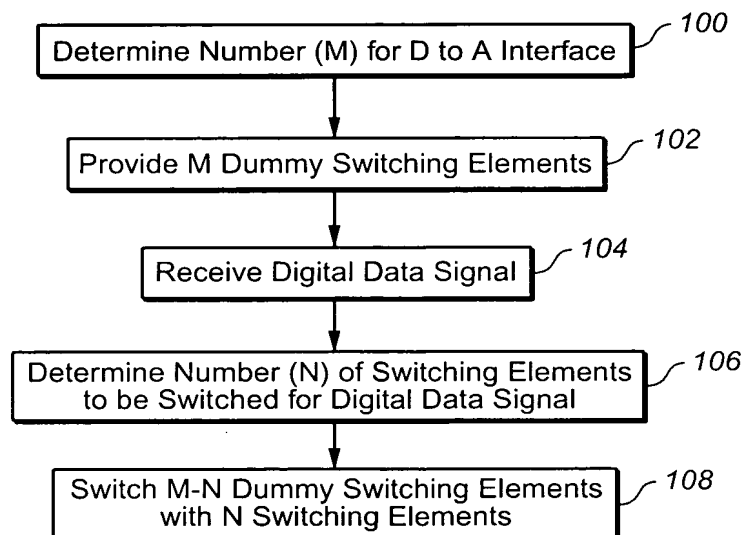 100
Determine Number (M) for D to A Interface
102
Provide M Dummy Switching Elements
104
Receive Digital Data Signal
106
Determine Number (N) of Switching Elements
to be Switched for Digital Data Signal
108
Switch M-N Dummy Switching Elements
with N Switching Elements